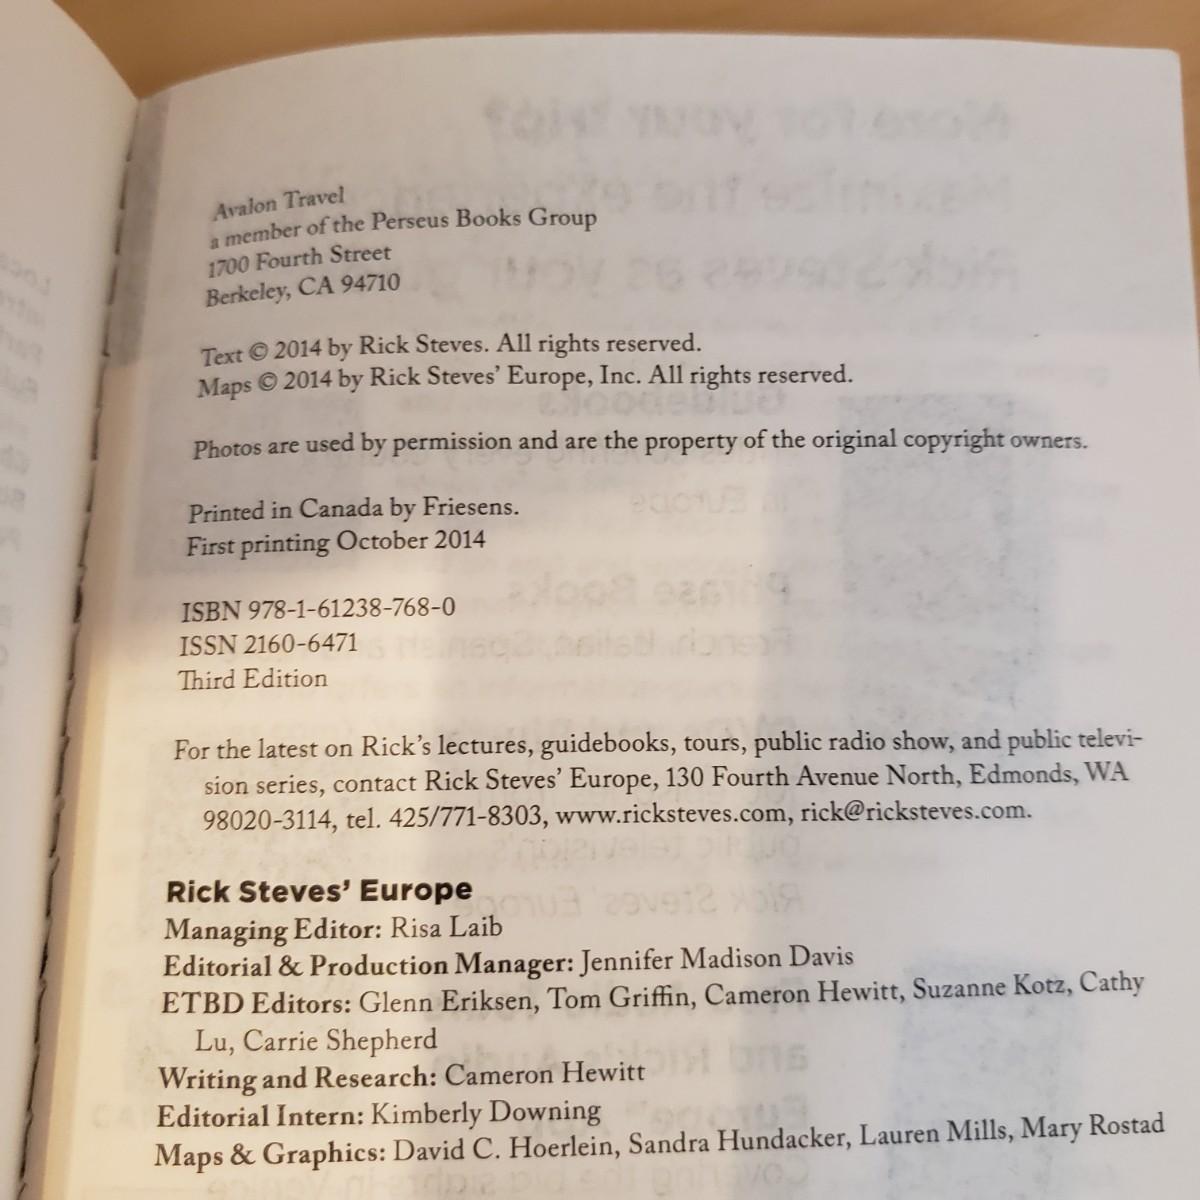 Avalon Travel
a member of the Perseus Books Group
1700 Fourth Street
Berkeley, CA 94710
Text © 2014 by Rick Steves. All rights reserved.
Maps © 2014 by Rick Steves’ Europe, Inc. All rights reserved.
Photos are used by permission and are the property of the original copyright owners.
Printed in Canada by Friesens.
First printing October 2014
ISBN 978-1-61238-768-0
ISSN 2160-6471
Third Edition
For the latest on Rick’s lectures, guidebooks, tours, public radio show, and public televi-
sion series, contact Rick Steves’ Europe, 130 Fourth Avenue North, Edmonds, WA
98020-3114, tel. 425/771-8303, www.ricksteves.com, rick@ricksteves.com.
Rick Steves’ Europe
Managing Editor: Risa Laib
Editorial & Production Manager: Jennifer Madison Davis
ETBD Editors: Glenn Eriksen, Tom Griffin, Cameron Hewitt, Suzanne Kotz, Cathy
Lu, Carrie Shepherd
Writing and Research: Cameron Hewitt
Editorial Intern: Kimberly Downing
Maps & Graphics: David C. Hoerlein, Sandra Hundacker, Lauren Mills, Mary Rostad